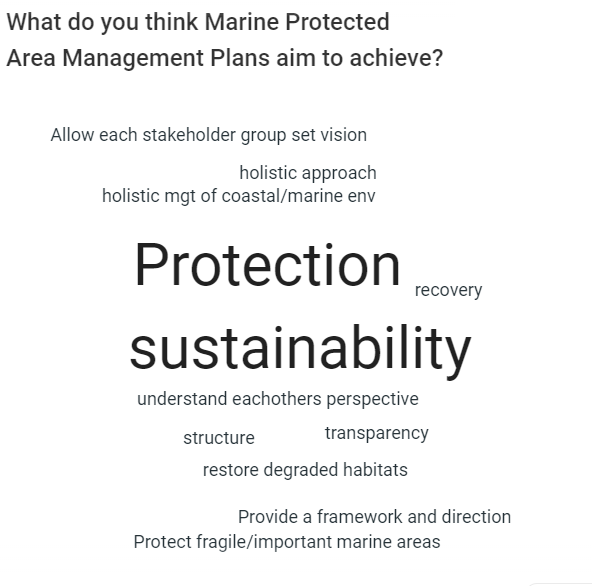 What do you think Marine Protected
Area Management Plans aim to achieve?
Allow each stakeholder group set vision
holistic approach
holistic mgt of coastal/marine env
Protection
recovery
sustainability
understand eachothers perspective
structure
transparency
restore degraded habitats
Provide a framework and direction
Protect fragile/important marine areas